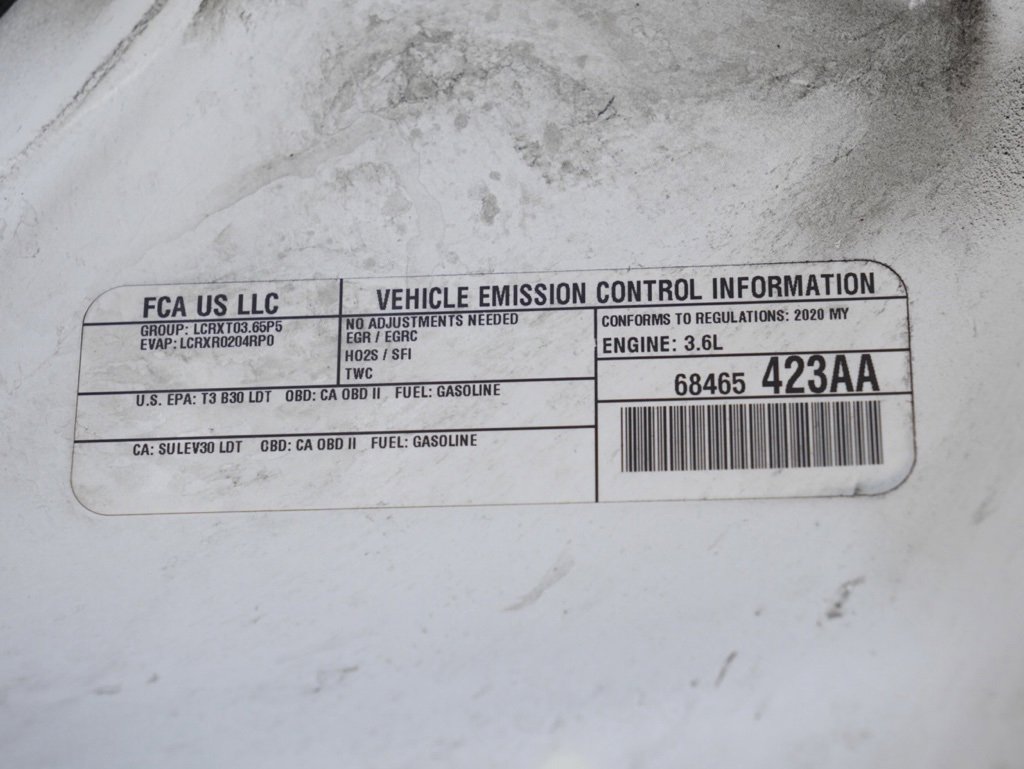 FCA US LLC
VEHICLE EMISSION CONTROL INFORMATION
GROUP: LCRXT03.65P5
EVAP: LCRXR0204RP0
NO ADJUSTMENTS NEEDED
EGR / EGRC
HO2S / SFI
TWC
CONFORMS TO REGULATIONS: 2020 MY
ENGINE: 3.6L
68465 423AA
U.S. EPA: T3 B30 LDT OBD: CA OBD II FUEL: GASOLINE
CA: SULEV30 LDT OBD: CA OBD II FUEL: GASOLINE